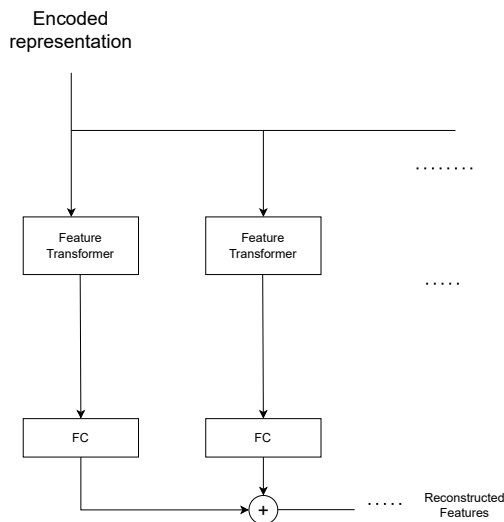 Encoded
representation
. . . . . . . .
Feature
Transformer
Feature
Transformer
. . . . .
FC
FC
+
. . . . .
Reconstructed
Features